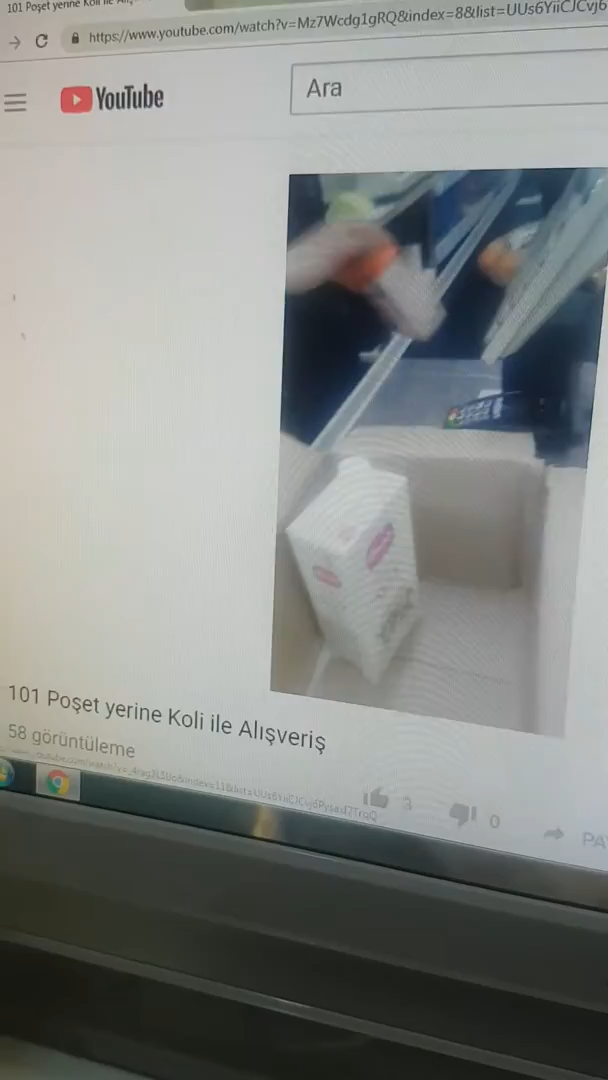 101 Poşet yerine Koli ile
https://www.youtube.com/watch?v=Mz7Wcdg1gRQ&index=8&list=UUs6YiiCJCvj6
YouTube
Ara
101 Poşet yerine Koli ile Alışveriş
58 görüntüleme
3
0
PA